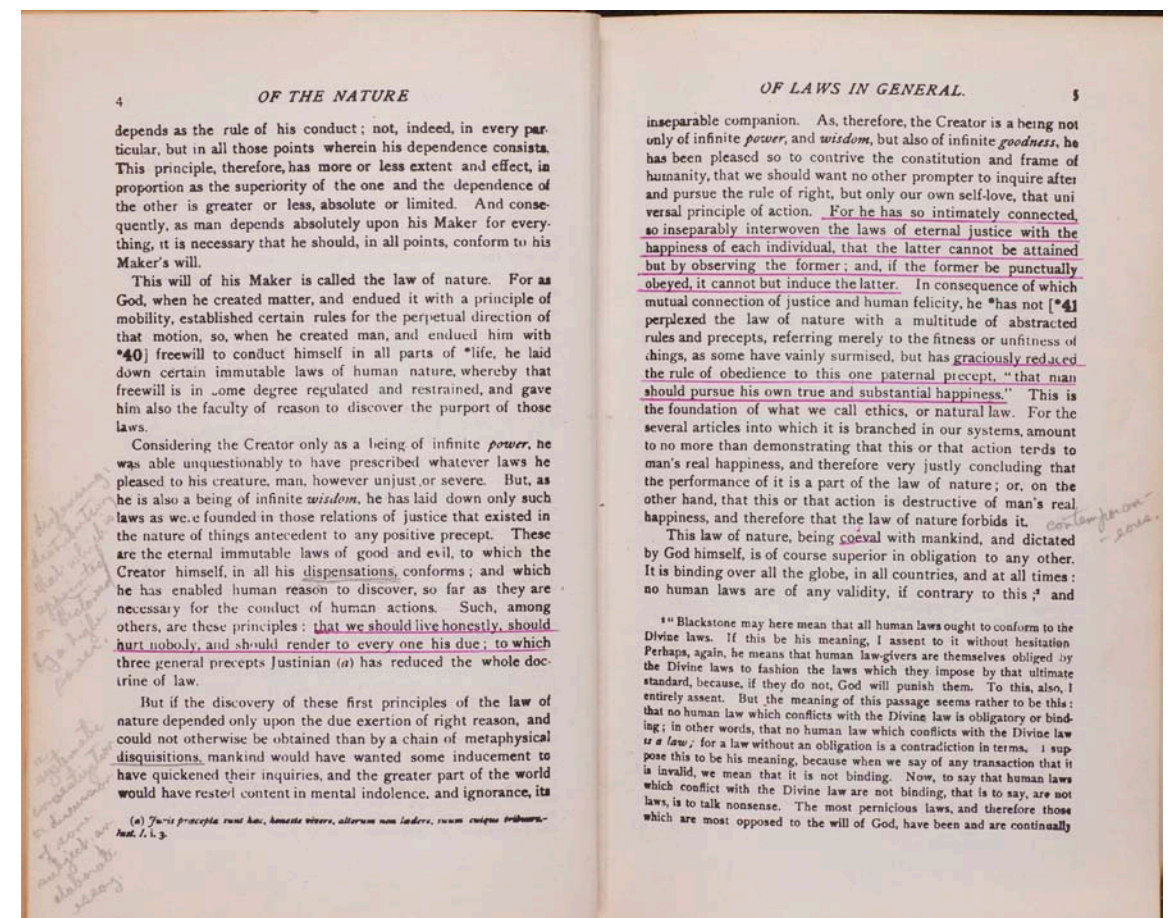 4 OF THE NATURE
depends as the rule of his conduct ; not, indeed, in every par-
ticular, but in all those points wherein his dependence consists.
This principle, therefore, has more or less extent and effect, in
proportion as the superiority of the one and the dependence of
the other is greater or less, absolute or limited. And conse-
quently, as man depends absolutely upon his Maker for every-
thing, it is necessary that he should, in all points, conform to his
Maker's will.
This will of his Maker is called the law of nature. For as
God, when he created matter, and endued it with a principle of
mobility, established certain rules for the perpetual direction of
that motion, so, when he created man, and endued him with
*40] freewill to conduct himself in all parts of *life, he laid
down certain immutable laws of human nature, whereby that
freewill is in some degree regulated and restrained, and gave
him also the faculty of reason to discover the purport of those
laws.
Considering the Creator only as a being of infinite power, he
was able unquestionably to have prescribed whatever laws he
pleased to his creature, man, however unjust or severe. But, as
he is also a being of infinite wisdom, he has laid down only such
laws as were founded in those relations of justice that existed in
the nature of things antecedent to any positive precept. These
are the eternal immutable laws of good and evil, to which the
Creator himself, in all his dispensations, conforms ; and which
he has enabled human reason to discover, so far as they are
necessary for the conduct of human actions. Such, among
others, are these principles : that we should live honestly, should
hurt nobody, and should render to every one his due ; to which
three general precepts Justinian (a) has reduced the whole doc-
trine of law.
But if the discovery of these first principles of the law of
nature depended only upon the due exertion of right reason, and
could not otherwise be obtained than by a chain of metaphysical
disquisitions, mankind would have wanted some inducement to
have quickened their inquiries, and the greater part of the world
would have rested content in mental indolence, and ignorance, its
(a) Juris præcepta sunt hæc, honeste vivere, alterum non lædere, suum cuique tribuere.
Inst. l. i. 3.
dispensing;
distributing
that which is
appointed
or bestowed
by a higher
power.
systematic
or discussion
of some
subject, an
elaborate
essay.
OF LAWS IN GENERAL. 5
inseparable companion. As, therefore, the Creator is a being not
only of infinite power, and wisdom, but also of infinite goodness, he
has been pleased so to contrive the constitution and frame of
humanity, that we should want no other prompter to inquire after
and pursue the rule of right, but only our own self-love, that uni
versal principle of action. For he has so intimately connected,
so inseparably interwoven the laws of eternal justice with the
happiness of each individual, that the latter cannot be attained
but by observing the former ; and, if the former be punctually
obeyed, it cannot but induce the latter. In consequence of which
mutual connection of justice and human felicity, he *has not [*41
perplexed the law of nature with a multitude of abstracted
rules and precepts, referring merely to the fitness or unfitness of
things, as some have vainly surmised, but has graciously reduced
the rule of obedience to this one paternal precept, "that man
should pursue his own true and substantial happiness." This is
the foundation of what we call ethics, or natural law. For the
several articles into which it is branched in our systems, amount
to no more than demonstrating that this or that action tends to
man's real happiness, and therefore very justly concluding that
the performance of it is a part of the law of nature ; or, on the
other hand, that this or that action is destructive of man's real
happiness, and therefore that the law of nature forbids it.
contemporan-
eous.
This law of nature, being coëval with mankind, and dictated
by God himself, is of course superior in obligation to any other.
It is binding over all the globe, in all countries, and at all times :
no human laws are of any validity, if contrary to this ;³ and
³ " Blackstone may here mean that all human laws ought to conform to the
Divine laws. If this be his meaning, I assent to it without hesitation
Perhaps, again, he means that human law-givers are themselves obliged by
the Divine laws to fashion the laws which they impose by that ultimate
standard, because, if they do not, God will punish them. To this, also, I
entirely assent. But the meaning of this passage seems rather to be this :
that no human law which conflicts with the Divine law is obligatory or bind-
ing ; in other words, that no human law which conflicts with the Divine law
is a law ; for a law without an obligation is a contradiction in terms. I sup-
pose this to be his meaning, because when we say of any transaction that it
is invalid, we mean that it is not binding. Now, to say that human laws
which conflict with the Divine law are not binding, that is to say, are not
laws, is to talk nonsense. The most pernicious laws, and therefore those
which are most opposed to the will of God, have been and are continually